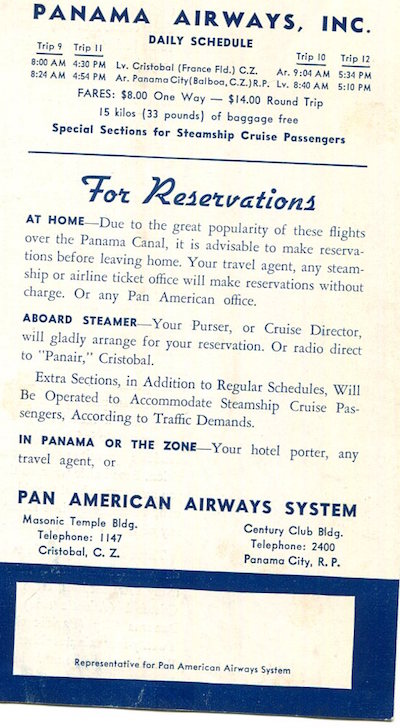 PANAMA AIRWAYS, INC.
DAILY SCHEDULE
Trip 9 Trip 11 Trip 10 Trip 12
8:00 AM 4:30 PM Lv. Cristobal (France Fld.) C.Z. Ar. 9:04 AM 5:34 PM
8:24 AM 4:54 PM Ar. Panama City (Balboa, C.Z.) R.P. Lv. 8:40 AM 5:10 PM
FARES: $8.00 One Way — $14.00 Round Trip
15 kilos (33 pounds) of baggage free
Special Sections for Steamship Cruise Passengers
For Reservations
AT HOME—Due to the great popularity of these flights
over the Panama Canal, it is advisable to make reserva-
tions before leaving home. Your travel agent, any steam-
ship or airline ticket office will make reservations without
charge. Or any Pan American office.
ABOARD STEAMER—Your Purser, or Cruise Director,
will gladly arrange for your reservation. Or radio direct
to "Panair," Cristobal.
Extra Sections, in Addition to Regular Schedules, Will
Be Operated to Accommodate Steamship Cruise Pas-
sengers, According to Traffic Demands.
IN PANAMA OR THE ZONE—Your hotel porter, any
travel agent, or
PAN AMERICAN AIRWAYS SYSTEM
Masonic Temple Bldg. Century Club Bldg.
Telephone: 1147 Telephone: 2400
Cristobal, C. Z. Panama City, R. P.
Representative for Pan American Airways System